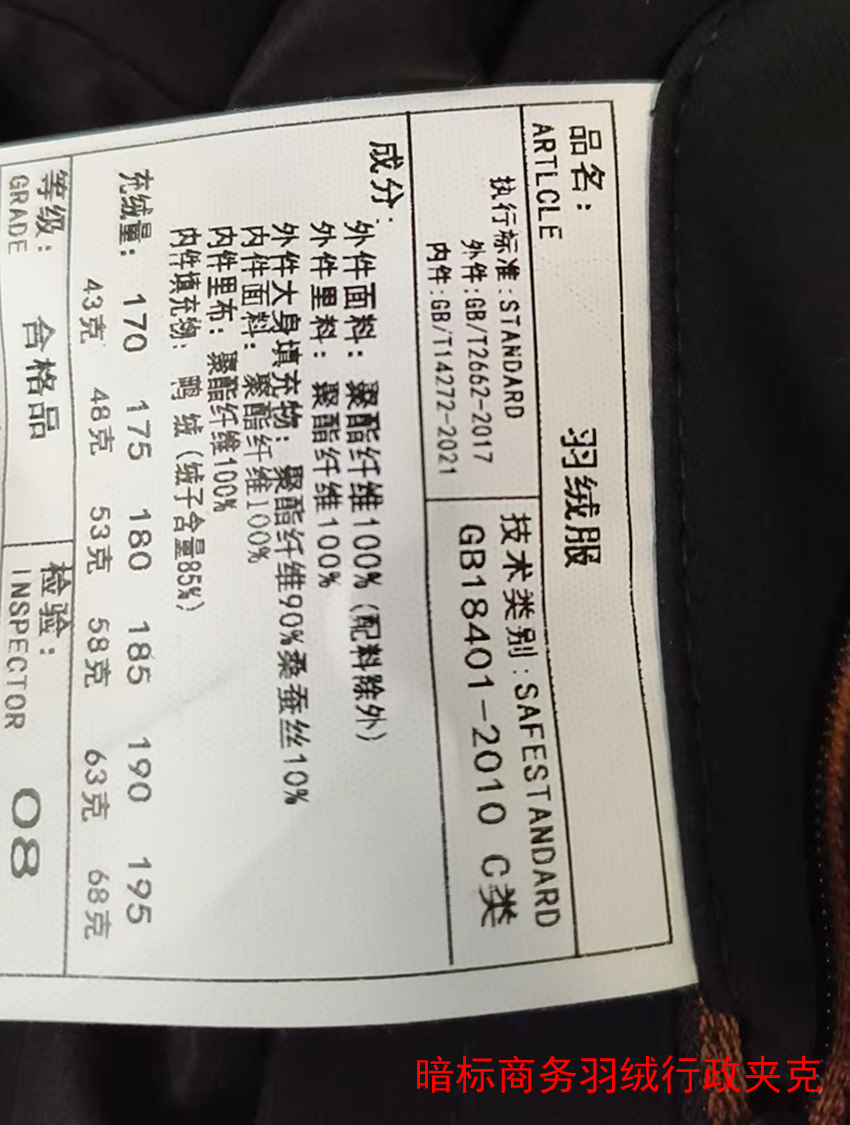 品名：
ARTLCLE
羽绒服
执行标准:STANDARD
外件:GB/T2662-2017
内件:GB/T14272-2021
技术类别:SAFESTANDARD
GB18401-2010 C类
成分:
外件面料：聚酯纤维100%(配料除外)
外件里料：聚酯纤维100%
外件大身填充物：聚酯纤维90%桑蚕丝10%
内件面料：聚酯纤维100%
内件里布：聚酯纤维100%
内件填充物：鸭绒(绒子含量85%)
充绒量：170 175 180 185 190 195
43克 48克 53克 58克 63克 68克
等级：
GRADE
合格品
检验：
INSPECTOR
08
暗标商务羽绒行政夹克